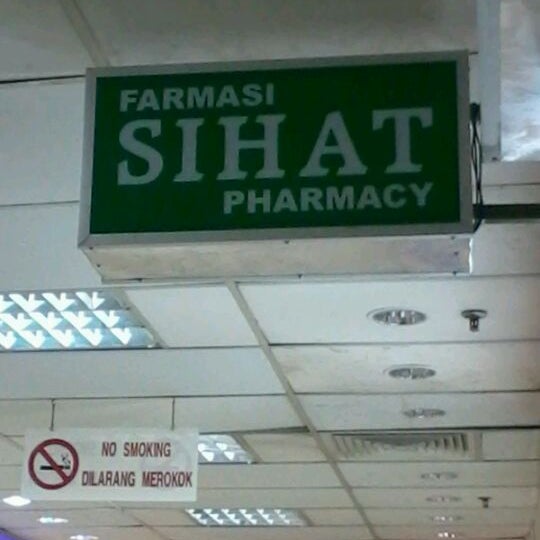 FARMASI
SIHAT
PHARMACY
NO SMOKING
DILARANG MEROKOK